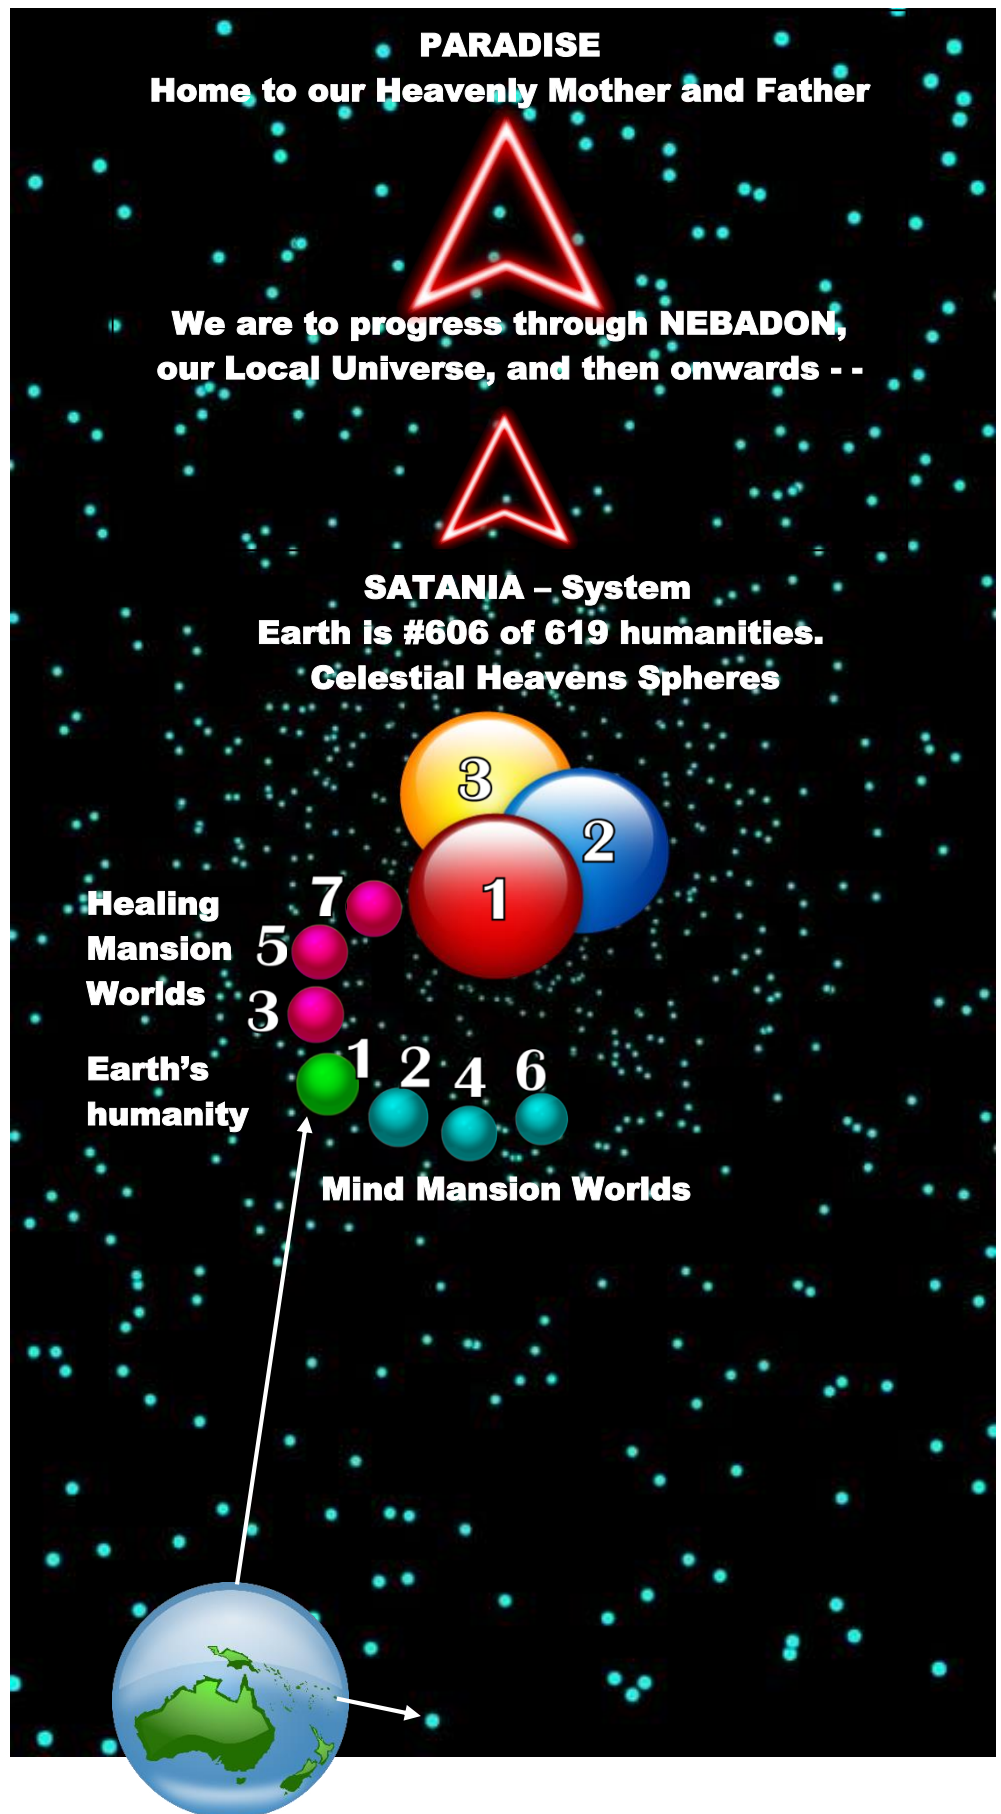 PARADISE
Home to our Heavenly Mother and Father
We are to progress through NEBADON,
our Local Universe, and then onwards - -
SATANIA – System
Earth is #606 of 619 humanities.
Celestial Heavens Spheres
3
2
1
Healing
Mansion
Worlds
7
5
3
Earth’s
humanity
1
2
4
6
Mind Mansion Worlds